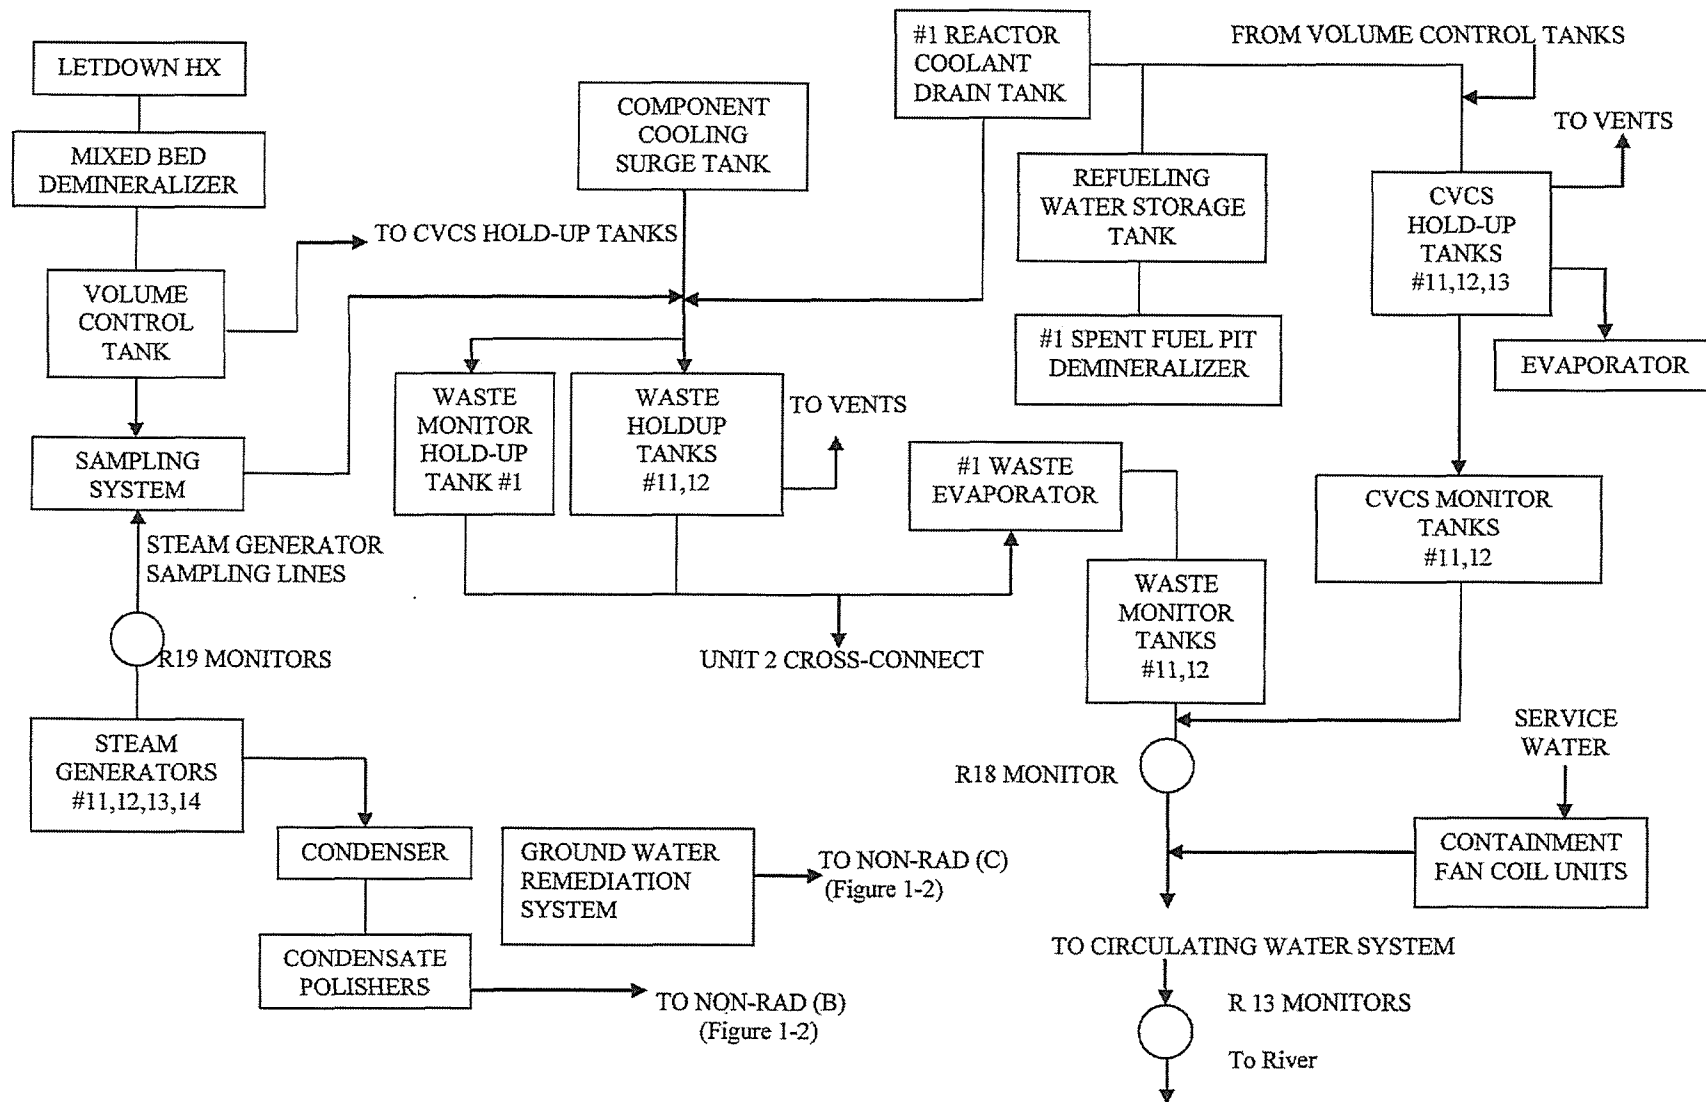 LETDOWN HX
MIXED BED
DEMINERALIZER
VOLUME
CONTROL
TANK
TO CVCS HOLD-UP TANKS
SAMPLING
SYSTEM
STEAM GENERATOR
SAMPLING LINES
R19 MONITORS
STEAM
GENERATORS
#11,12,13,14
CONDENSER
CONDENSATE
POLISHERS
TO NON-RAD (B)
(Figure 1-2)
GROUND WATER
REMEDIATION
SYSTEM
TO NON-RAD (C)
(Figure 1-2)
COMPONENT
COOLING
SURGE TANK
WASTE
MONITOR
HOLD-UP
TANK #1
WASTE
HOLDUP
TANKS
#11,12
TO VENTS
UNIT 2 CROSS-CONNECT
#1 REACTOR
COOLANT
DRAIN TANK
REFUELING
WATER STORAGE
TANK
#1 SPENT FUEL PIT
DEMINERALIZER
#1 WASTE
EVAPORATOR
WASTE
MONITOR
TANKS
#11,12
FROM VOLUME CONTROL TANKS
TO VENTS
CVCS
HOLD-UP
TANKS
#11,12,13
EVAPORATOR
CVCS MONITOR
TANKS
#11,12
R18 MONITOR
SERVICE
WATER
CONTAINMENT
FAN COIL UNITS
TO CIRCULATING WATER SYSTEM
R 13 MONITORS
To River